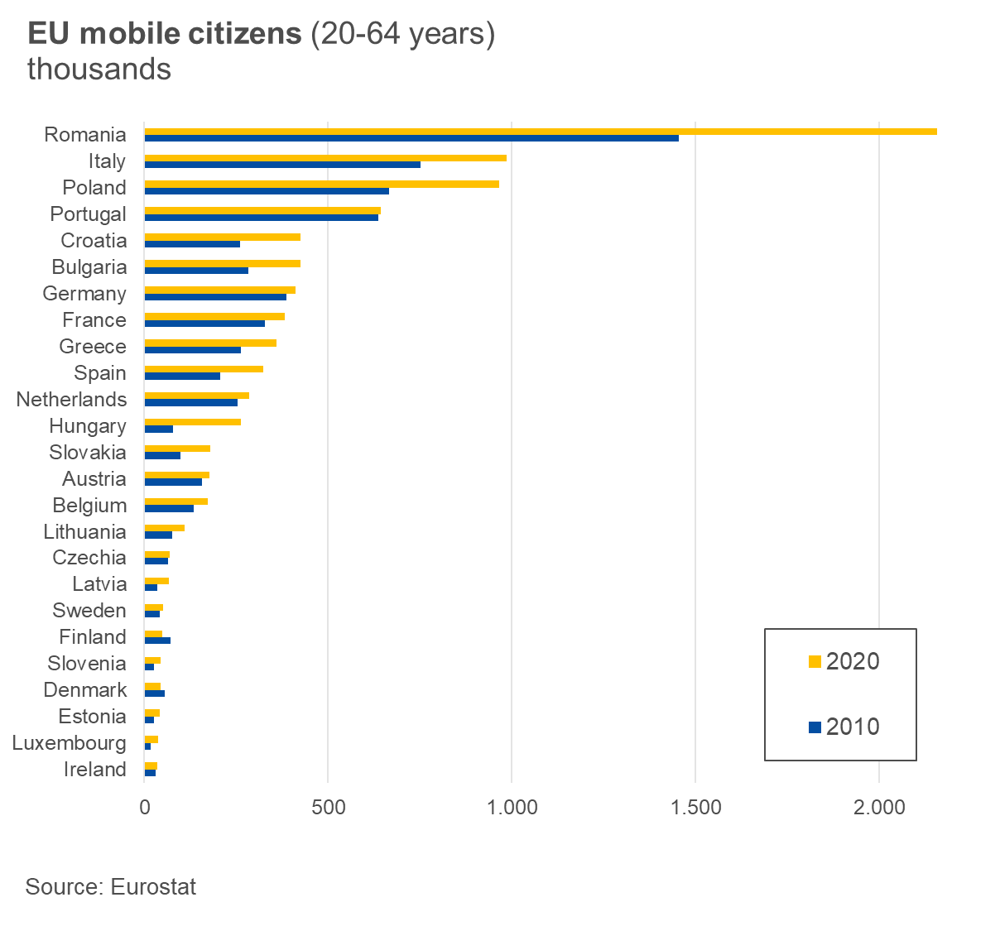 EU mobile citizens (20-64 years)
thousands
Romania
Italy
Poland
Portugal
Croatia
Bulgaria
Germany
France
Greece
Spain
Netherlands
Hungary
Slovakia
Austria
Belgium
Lithuania
Czechia
Latvia
Sweden
Finland
Slovenia
Denmark
Estonia
Luxembourg
Ireland
2020
2010
0 500 1.000 1.500 2.000
Source: Eurostat